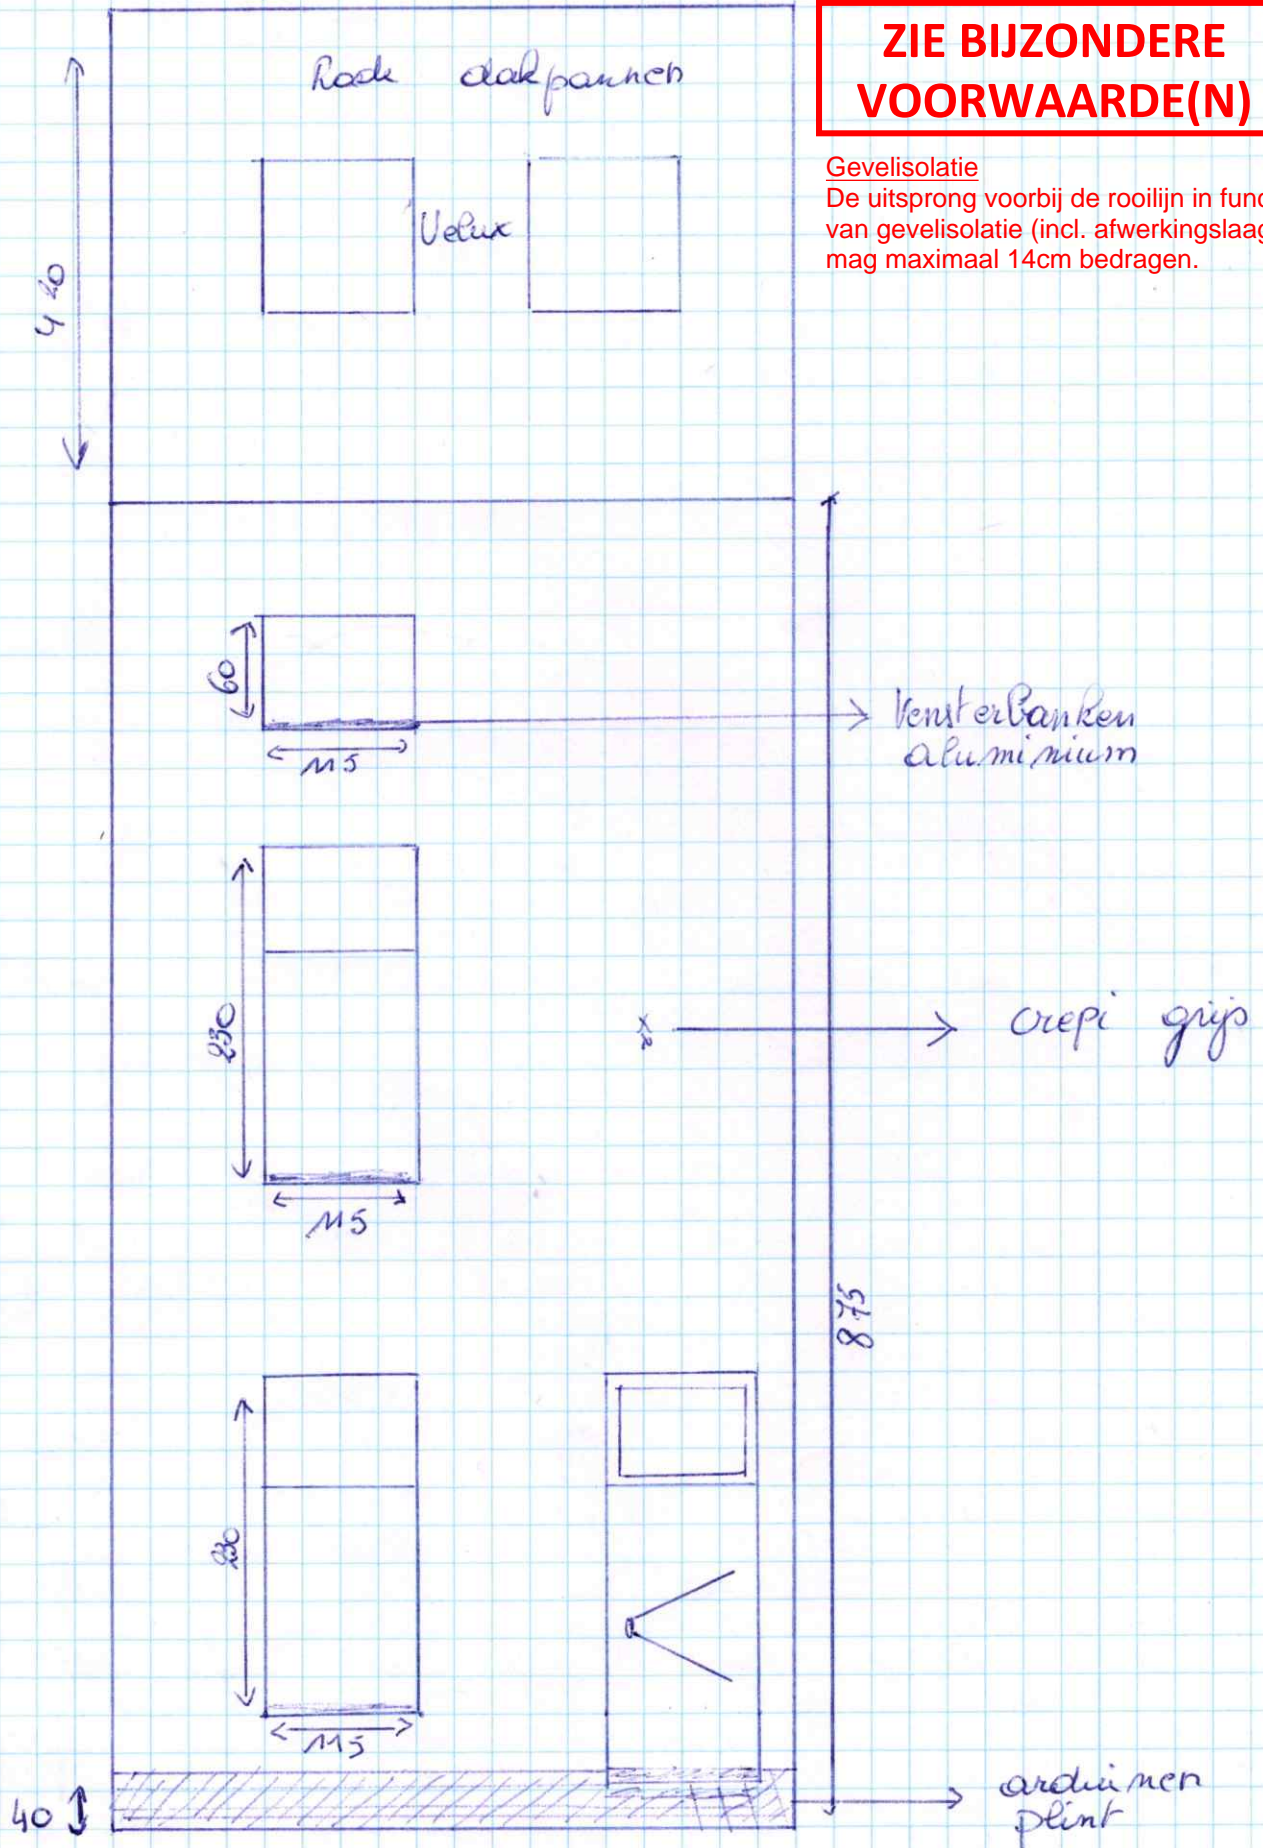 ZIE BIJZONDERE
VOORWAARDE(N)
Gevelisolatie
De uitsprong voorbij de rooilijn in func
van gevelisolatie (incl. afwerkingslaag
mag maximaal 14cm bedragen.
Rode dakpannen
Velux
420
60
115
Vensterbanken
aluminium
230
115
crepi grijs
875
230
115
40
arduinen
plint